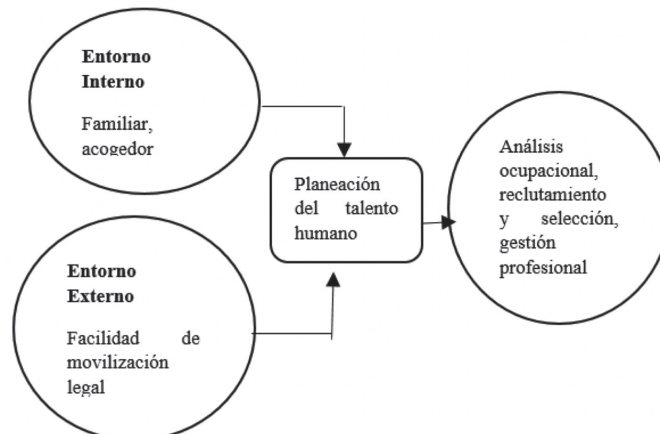 Entorno
Interno
Familiar,
acogedor
Planeación
del talento
humano
Análisis
ocupacional,
reclutamiento
y selección,
gestión
profesional
Entorno
Externo
Facilidad de
movilización
legal